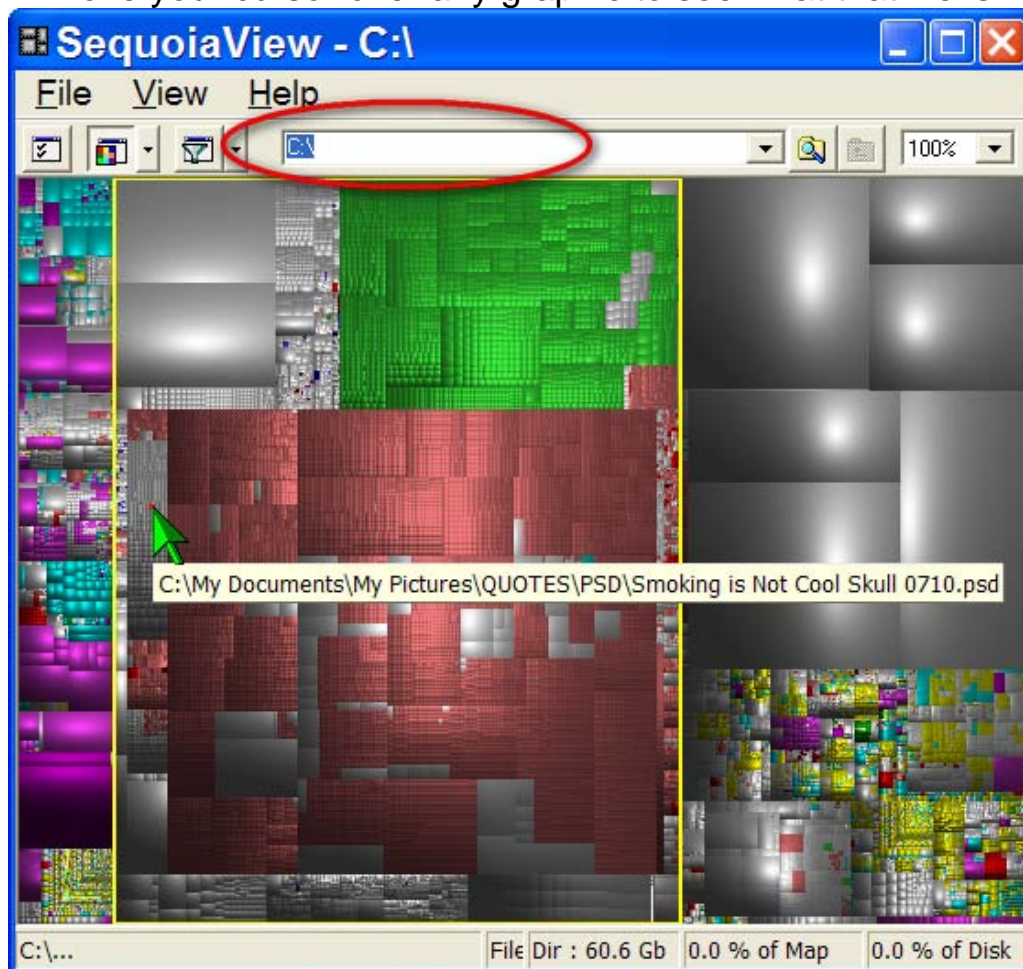 SequoiaView - C:\
File View Help
C:\ 100%
C:\My Documents\My Pictures\QUOTES\PSD\Smoking is Not Cool Skull 0710.psd
C:\... File Dir : 60.6 Gb 0.0 % of Map 0.0 % of Disk